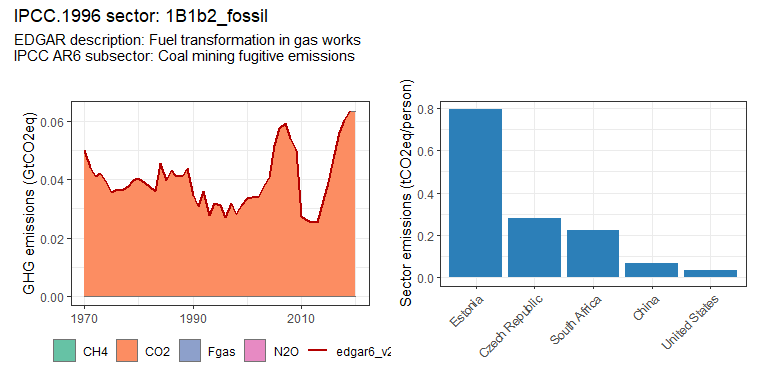 IPCC.1996 sector: 1B1b2_fossil
EDGAR description: Fuel transformation in gas works
IPCC AR6 subsector: Coal mining fugitive emissions
GHG emissions (GtCO2eq)
0.06
0.04
0.02
0.00
1970
1990
2010
CH4
CO2
Fgas
N2O
edgar6_v2
Sector emissions (tCO2eq/person)
0.8
0.6
0.4
0.2
0.0
Estonia
Czech Republic
South Africa
China
United States